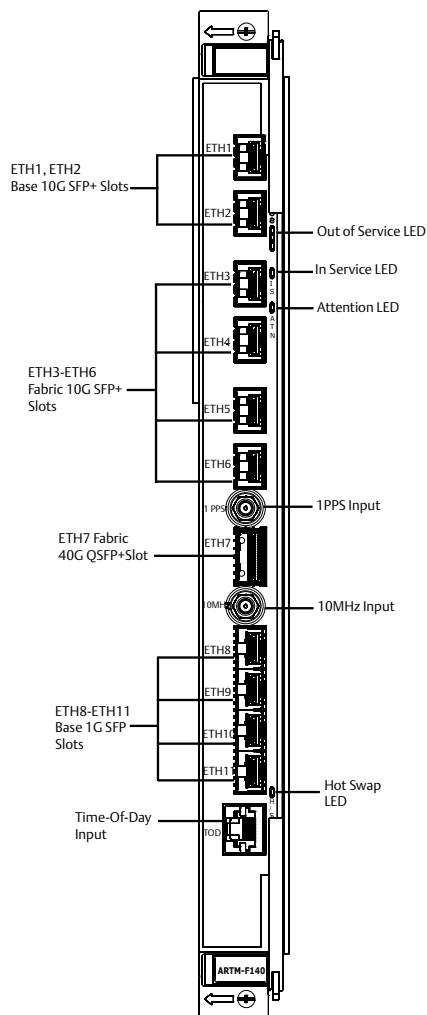 ETH1
ETH1, ETH2
Base 10G SFP+ Slots
ETH2
Out of Service LED
In Service LED
ETH3
I S
Attention LED
A T N
ETH4
ETH3-ETH6
Fabric 10G SFP+
Slots
ETH5
ETH6
1 PPS
1PPS Input
ETH7 Fabric
40G QSFP+Slot
ETH7
10MHz Input
ETH8
ETH9
ETH8-ETH11
Base 1G SFP
Slots
ETH10
ETH11
Hot Swap
LED
H / S
Time-Of-Day
Input
TOD
ARTM-F140